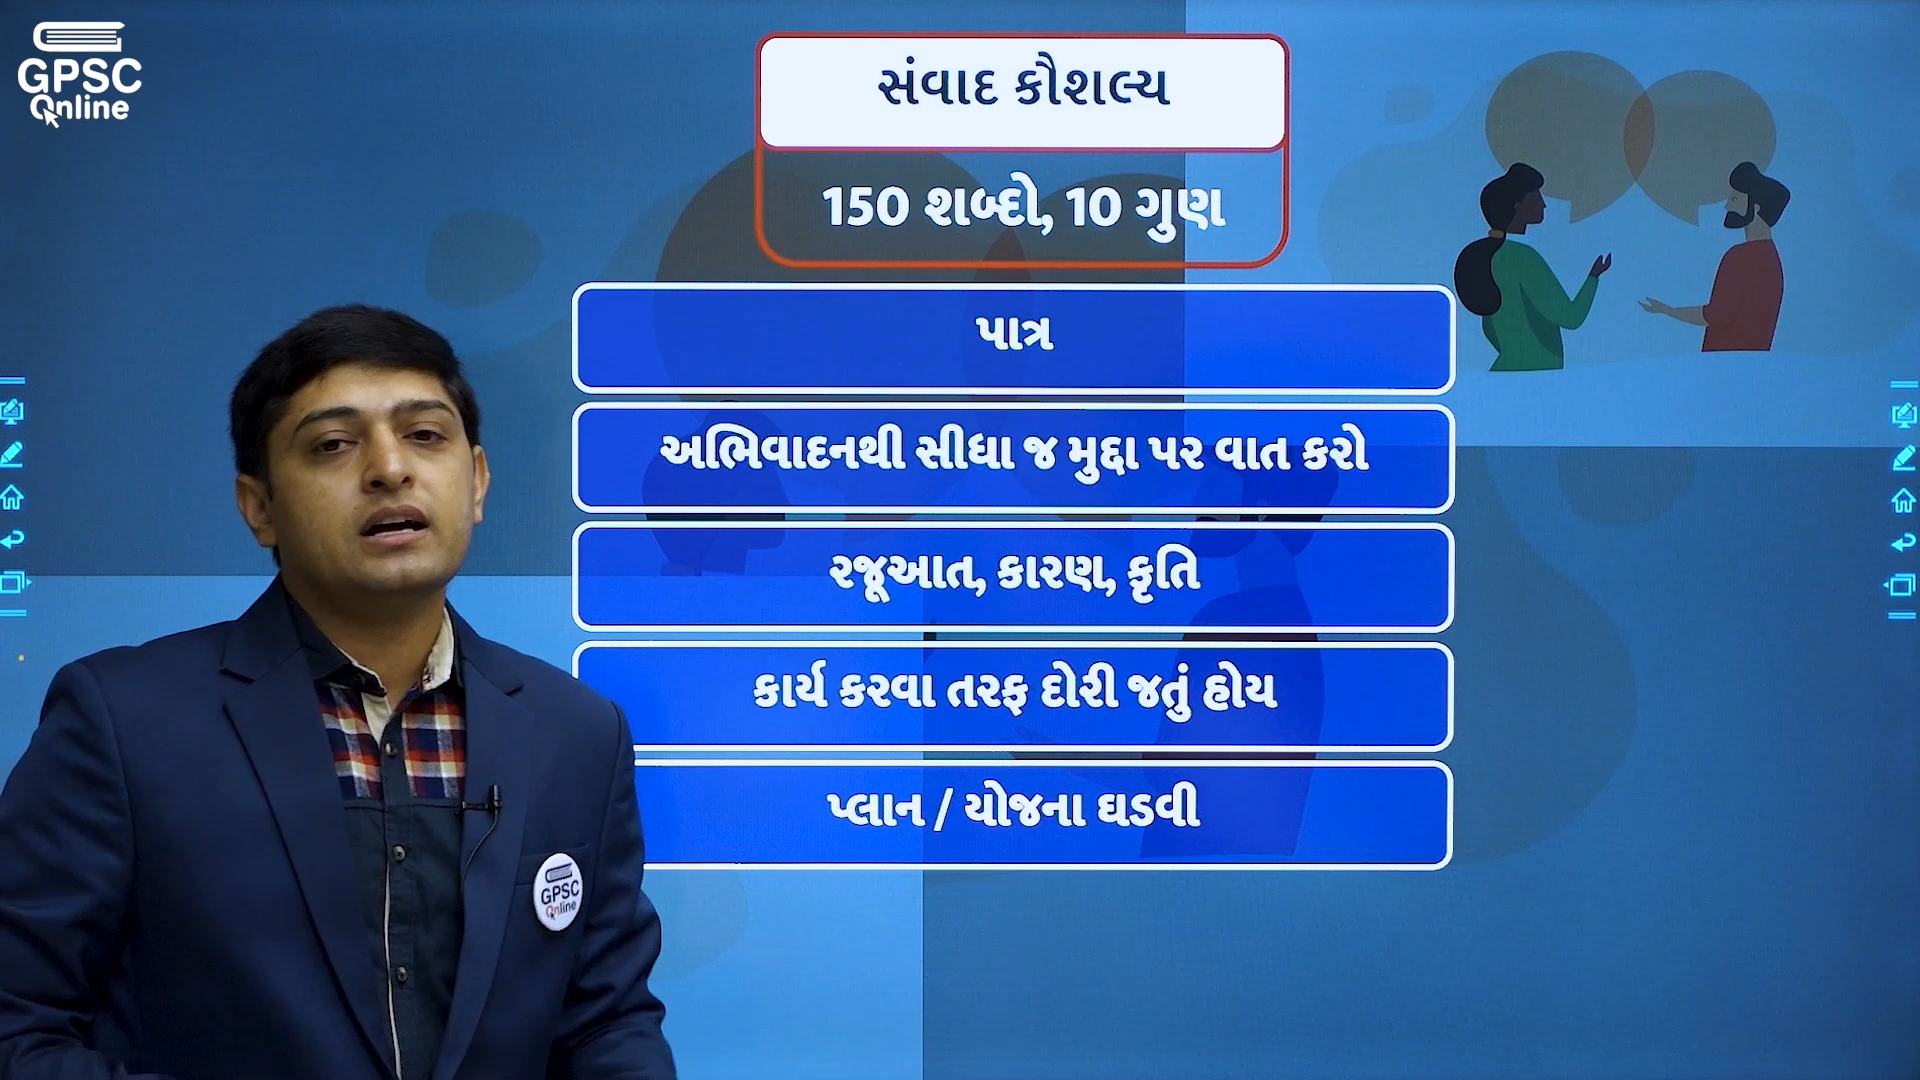 GPSC
Online
સંવાદ કૌશલ્ય
150 શબ્દો, 10 ગુણ
પાત્ર
અભિવાદનથી સીધા જ મુદ્દા પર વાત કરો
રજૂઆત, કારણ, કૃતિ
કાર્ય કરવા તરફ દોરી જતું હોય
પ્લાન / યોજના ઘડવી
GPSC
Online